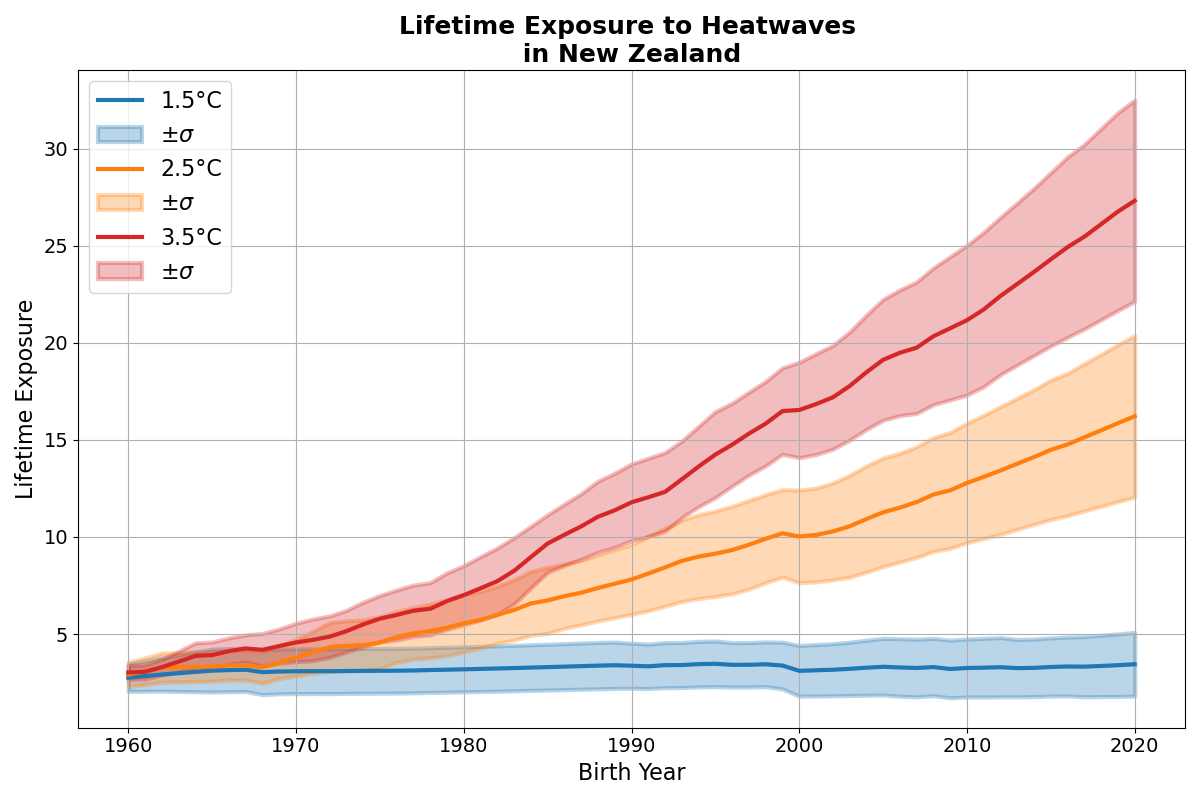 Lifetime Exposure to Heatwaves
in New Zealand
1.5°C
±σ
2.5°C
±σ
3.5°C
±σ
30
25
20
15
10
5
Lifetime Exposure
1960 1970 1980 1990 2000 2010 2020
Birth Year